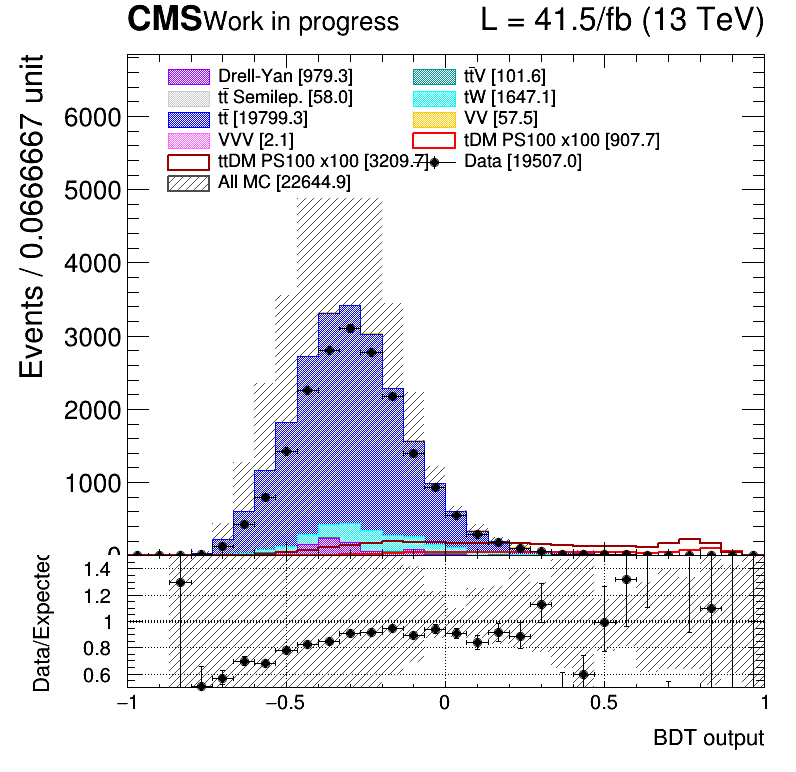 CMS Work in progress L = 41.5/fb (13 TeV)
Events / 0.0666667 unit
6000
5000
4000
3000
2000
1000
0
Drell-Yan [979.3]
tt̄ Semilep. [58.0]
tt̄ [19799.3]
VVV [2.1]
ttDM PS100 x100 [3209.7]
All MC [22644.9]
tt̄V [101.6]
tW [1647.1]
VV [57.5]
tDM PS100 x100 [907.7]
Data [19507.0]
Data/Expected
1.4
1.2
1
0.8
0.6
−1 −0.5 0 0.5 1
BDT output